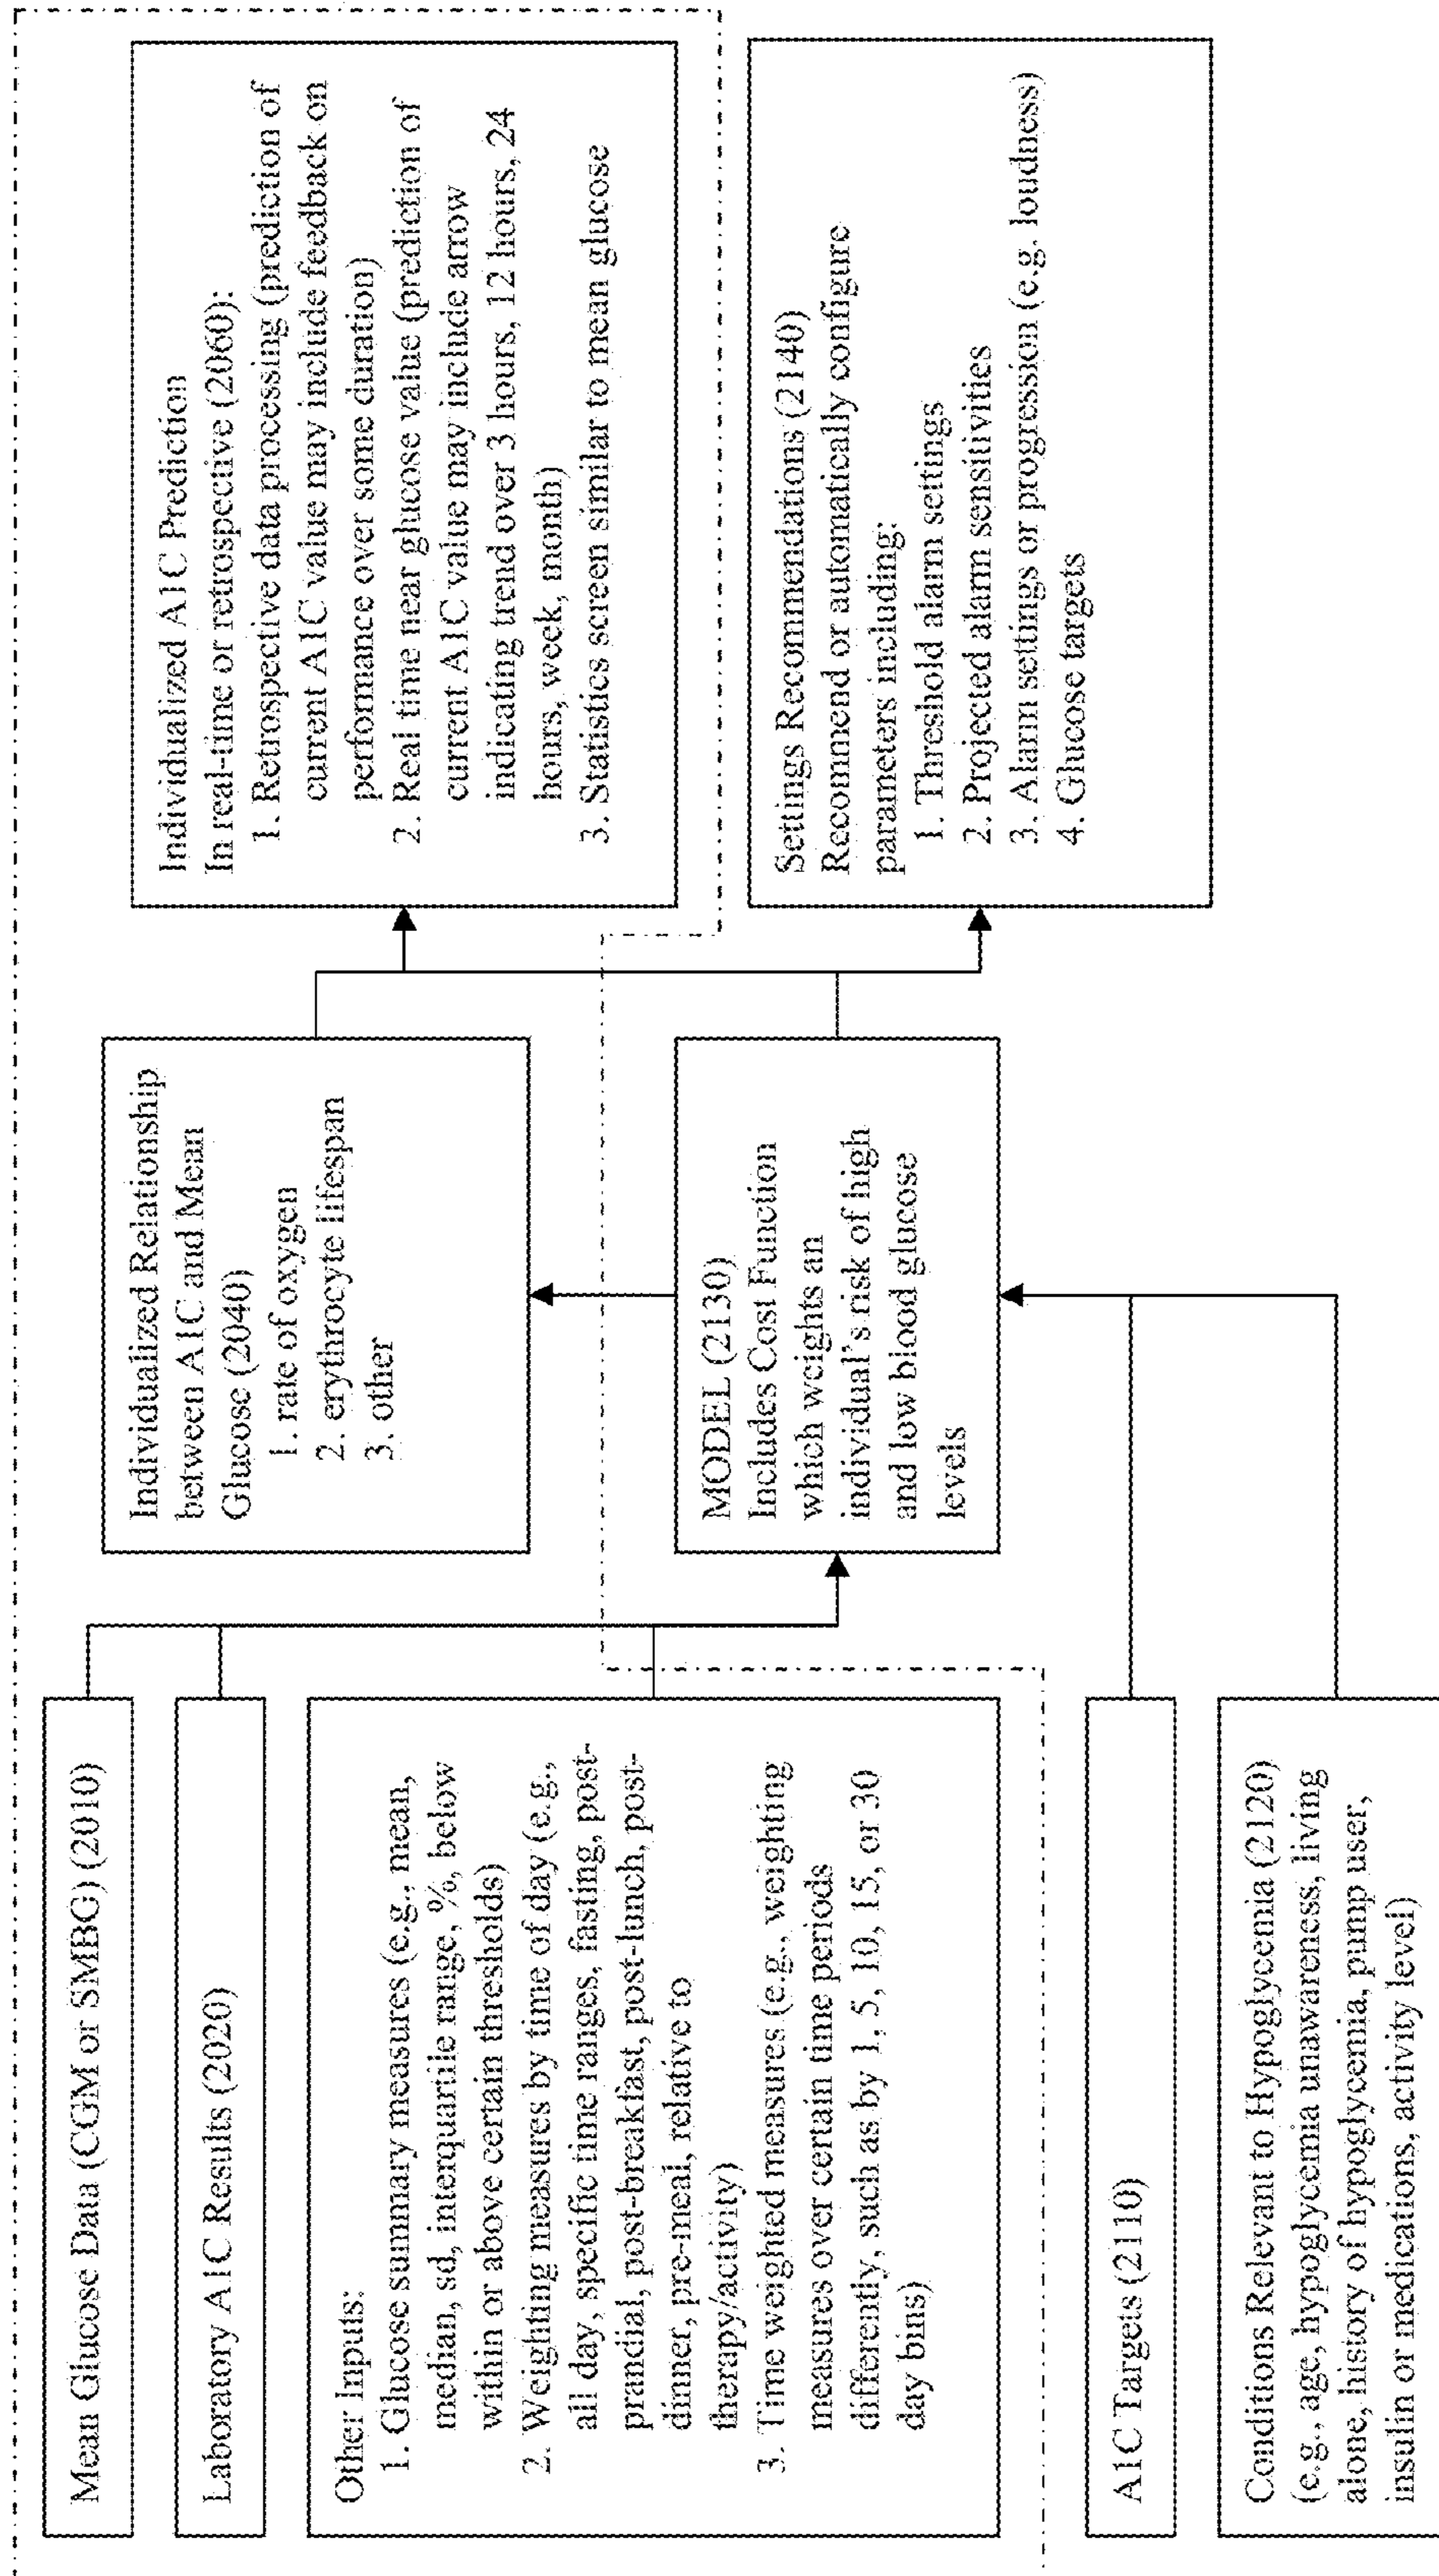 Mean Glucose Data (CGM or SMBG) (2010)
Laboratory A1C Results (2020)
Other Inputs:
1. Glucose summary measures (e.g., mean,
median, sd, interquartile range, %, below
within or above certain thresholds)
2. Weighting measures by time of day (e.g.,
all day, specific time ranges, fasting, post-
prandial, post-breakfast, post-lunch, post-
dinner, pre-meal, relative to
therapy/activity)
3. Time weighted measures (e.g., weighting
measures over certain time periods
differently, such as by 1, 5, 10, 15, or 30
day bins)
A1C Targets (2110)
Conditions Relevant to Hypoglycemia (2120)
(e.g., age, hypoglycemia unawareness, living
alone, history of hypoglycemia, pump user,
insulin or medications, activity level)
Individualized Relationship
between A1C and Mean
Glucose (2040)
1. rate of oxygen
2. erythrocyte lifespan
3. other
MODEL (2130)
Includes Cost Function
which weights an
individual's risk of high
and low blood glucose
levels
Individualized A1C Prediction
In real-time or retrospective (2060):
1. Retrospective data processing (prediction of
current A1C value may include feedback on
performance over some duration)
2. Real time near glucose value (prediction of
current A1C value may include arrow
indicating trend over 3 hours, 12 hours, 24
hours, week, month)
3. Statistics screen similar to mean glucose
Settings Recommendations (2140)
Recommend or automatically configure
parameters including:
1. Threshold alarm settings
2. Projected alarm sensitivities
3. Alarm settings or progression (e.g. loudness)
4. Glucose targets